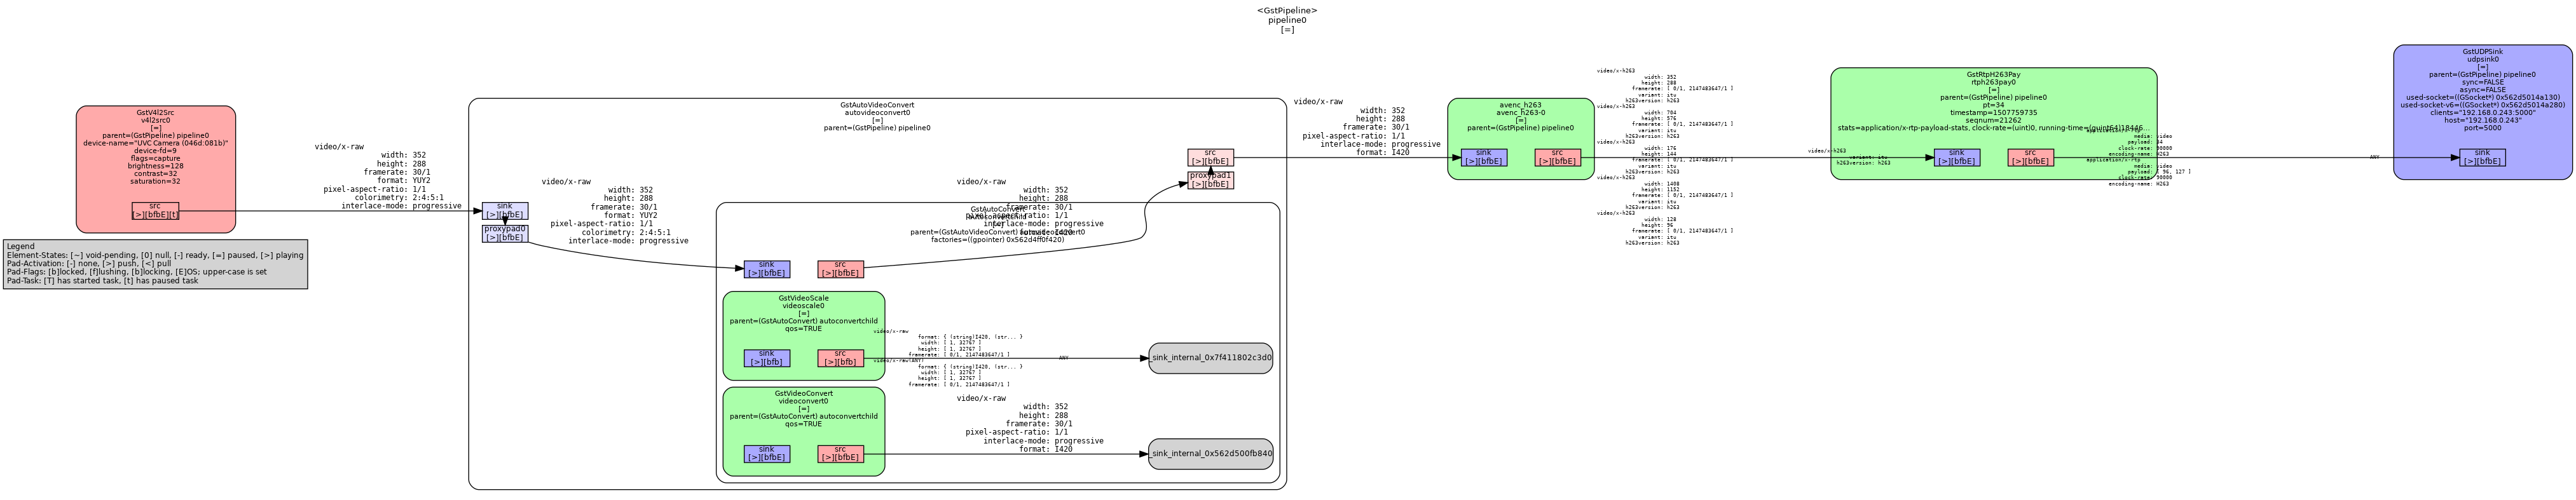 <GstPipeline>
pipeline0
[=]
GstV4l2Src
v4l2src0
[=]
parent=(GstPipeline) pipeline0
device-name="UVC Camera (046d:081b)"
device-fd=9
flags=capture
brightness=128
contrast=32
saturation=32
src
[>][bfbE][t]
Legend
Element-States: [~] void-pending, [0] null, [-] ready, [=] paused, [>] playing
Pad-Activation: [-] none, [>] push, [<] pull
Pad-Flags: [b]locked, [f]lushing, [b]locking, [E]OS; upper-case is set
Pad-Task: [T] has started task, [t] has paused task
video/x-raw
width: 352
height: 288
framerate: 30/1
format: YUY2
pixel-aspect-ratio: 1/1
colorimetry: 2:4:5:1
interlace-mode: progressive
GstAutoVideoConvert
autovideoconvert0
[=]
parent=(GstPipeline) pipeline0
sink
[>][bfbE]
proxypad0
[>][bfbE]
video/x-raw
width: 352
height: 288
framerate: 30/1
format: YUY2
pixel-aspect-ratio: 1/1
colorimetry: 2:4:5:1
interlace-mode: progressive
src
[>][bfbE]
proxypad1
[>][bfbE]
video/x-raw
width: 352
height: 288
framerate: 30/1
pixel-aspect-ratio: 1/1
interlace-mode: progressive
format: I420
GstAutoConvert
autoconvertchild
parent=(GstAutoVideoConvert) autovideoconvert0
factories=((gpointer) 0x562d4ff0f420)
sink
[>][bfbE]
src
[>][bfbE]
GstVideoScale
videoscale0
[=]
parent=(GstAutoConvert) autoconvertchild
qos=TRUE
sink
[>][bfb]
src
[>][bfb]
video/x-raw
format: { (string)I420, (str... }
width: [ 1, 32767 ]
height: [ 1, 32767 ]
framerate: [ 0/1, 2147483647/1 ]
video/x-raw(ANY)
format: { (string)I420, (str... }
width: [ 1, 32767 ]
height: [ 1, 32767 ]
framerate: [ 0/1, 2147483647/1 ]
ANY
_sink_internal_0x7f411802c3d0
GstVideoConvert
videoconvert0
[=]
parent=(GstAutoConvert) autoconvertchild
qos=TRUE
sink
[>][bfbE]
src
[>][bfbE]
video/x-raw
width: 352
height: 288
framerate: 30/1
pixel-aspect-ratio: 1/1
interlace-mode: progressive
format: I420
_sink_internal_0x562d500fb840
video/x-raw
width: 352
height: 288
framerate: 30/1
pixel-aspect-ratio: 1/1
interlace-mode: progressive
format: I420
avenc_h263
avenc_h263-0
[=]
parent=(GstPipeline) pipeline0
sink
[>][bfbE]
src
[>][bfbE]
video/x-h263
width: 352
height: 288
framerate: [ 0/1, 2147483647/1 ]
variant: itu
h263version: h263
video/x-h263
width: 704
height: 576
framerate: [ 0/1, 2147483647/1 ]
variant: itu
h263version: h263
video/x-h263
width: 176
height: 144
framerate: [ 0/1, 2147483647/1 ]
variant: itu
h263version: h263
video/x-h263
width: 1408
height: 1152
framerate: [ 0/1, 2147483647/1 ]
variant: itu
h263version: h263
video/x-h263
width: 128
height: 96
framerate: [ 0/1, 2147483647/1 ]
variant: itu
h263version: h263
video/x-h263
variant: itu
h263version: h263
GstRtpH263Pay
rtph263pay0
[=]
parent=(GstPipeline) pipeline0
pt=34
timestamp=1507759735
seqnum=21262
stats=application/x-rtp-payload-stats, clock-rate=(uint)0, running-time=(guint64)18446...
sink
[>][bfbE]
src
[>][bfbE]
application/x-rtp
media: video
payload: 34
clock-rate: 90000
encoding-name: H263
application/x-rtp
media: video
payload: [ 96, 127 ]
clock-rate: 90000
encoding-name: H263
ANY
GstUDPSink
udpsink0
[=]
parent=(GstPipeline) pipeline0
sync=FALSE
async=FALSE
used-socket=((GSocket*) 0x562d5014a130)
used-socket-v6=((GSocket*) 0x562d5014a280)
clients="192.168.0.243:5000"
host="192.168.0.243"
port=5000
sink
[>][bfbE]